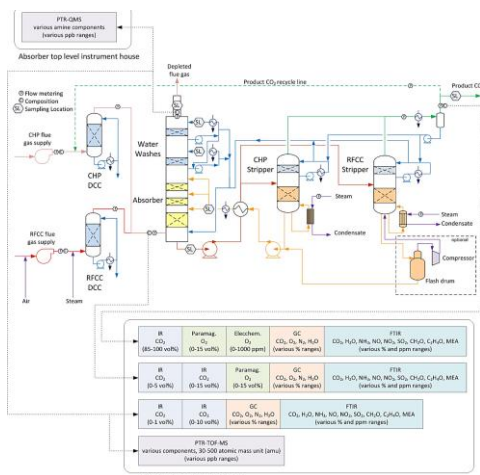 PTR-QMS
various amine components
(various ppb ranges)
Absorber top level instrument house
Depleted
flue gas
Product CO₂ recycle line
Product CO
Flow metering
Composition
Sampling Location
SL
CHP flue
gas supply
CHP
DCC
Water
Washes
SL
SL
SL
CHP
Stripper
RFCC
Stripper
Absorber
SL
Steam
Condensate
Steam
Condensate
RFCC flue
gas supply
RFCC
DCC
SL
Air
Steam
optional
Compressor
Flash drum
IR
CO₂
(85-100 vol%)
Paramag.
O₂
(0-15 vol%)
Elecchem.
O₂
(0-1000 ppm)
GC
CO₂, O₂, N₂, H₂O
(various % ranges)
FTIR
CO₂, H₂O, NH₃, NO, NO₂, SO₂, CH₂O, C₂H₄O, MEA
(various % and ppm ranges)
IR
CO₂
(0-5 vol%)
IR
CO₂
(0-15 vol%)
Paramag.
O₂
(0-15 vol%)
GC
CO₂, O₂, N₂, H₂O
(various % ranges)
FTIR
CO₂, H₂O, NH₃, NO, NO₂, SO₂, CH₂O, C₂H₄O, MEA
(various % and ppm ranges)
IR
CO₂
(0-1 vol%)
IR
CO₂
(0-10 vol%)
GC
CO₂, O₂, N₂, H₂O
(various % ranges)
FTIR
CO₂, H₂O, NH₃, NO, NO₂, SO₂, CH₂O, C₂H₄O, MEA
(various % and ppm ranges)
PTR-TOF-MS
various components, 30-500 atomic mass unit (amu)
(various ppb ranges)